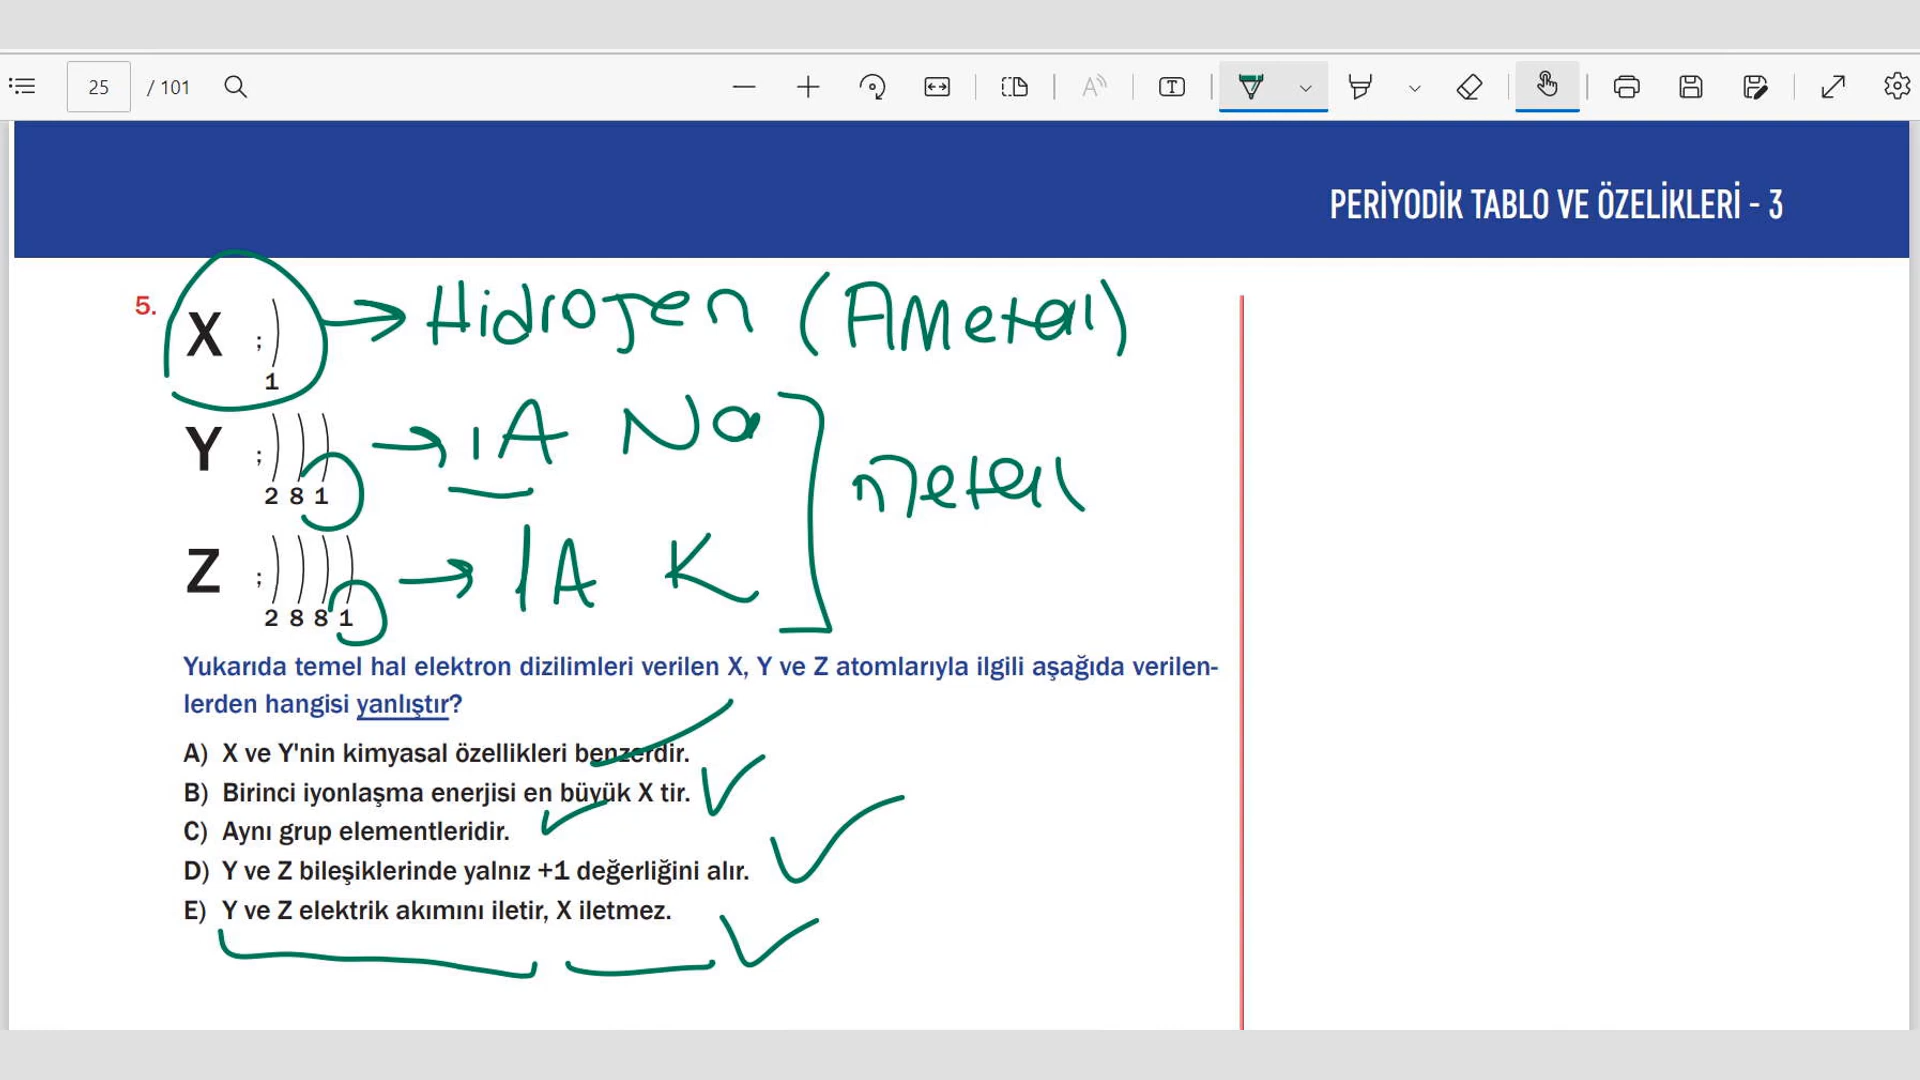 25 / 101
PERİYODİK TABLO VE ÖZELİKLERİ - 3
5.
X ; 1 Hidrojen (AMetal)
Y ; 2 8 1 1A Na
metal
Z ; 2 8 8 1 1A K
Yukarıda temel hal elektron dizilimleri verilen X, Y ve Z atomlarıyla ilgili aşağıda verilen-
lerden hangisi yanlıştır?
A) X ve Y'nin kimyasal özellikleri benzerdir.
B) Birinci iyonlaşma enerjisi en büyük X tir.
C) Aynı grup elementleridir.
D) Y ve Z bileşiklerinde yalnız +1 değerliğini alır.
E) Y ve Z elektrik akımını iletir, X iletmez.